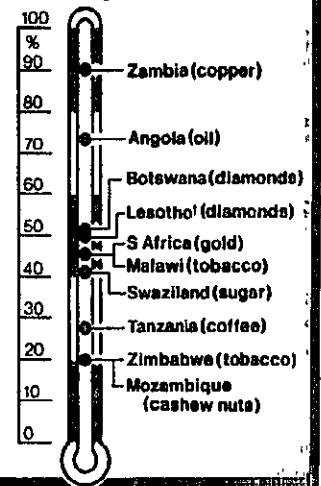 100
%
90
Zambia (copper)
80
Angola (oil)
70
Botswana (diamonds)
60
Lesotho† (diamonds)
50
S Africa (gold)
Malawi (tobacco)
40
Swaziland (sugar)
30
Tanzania (coffee)
20
Zimbabwe (tobacco)
Mozambique
(cashew nuts)
10
0